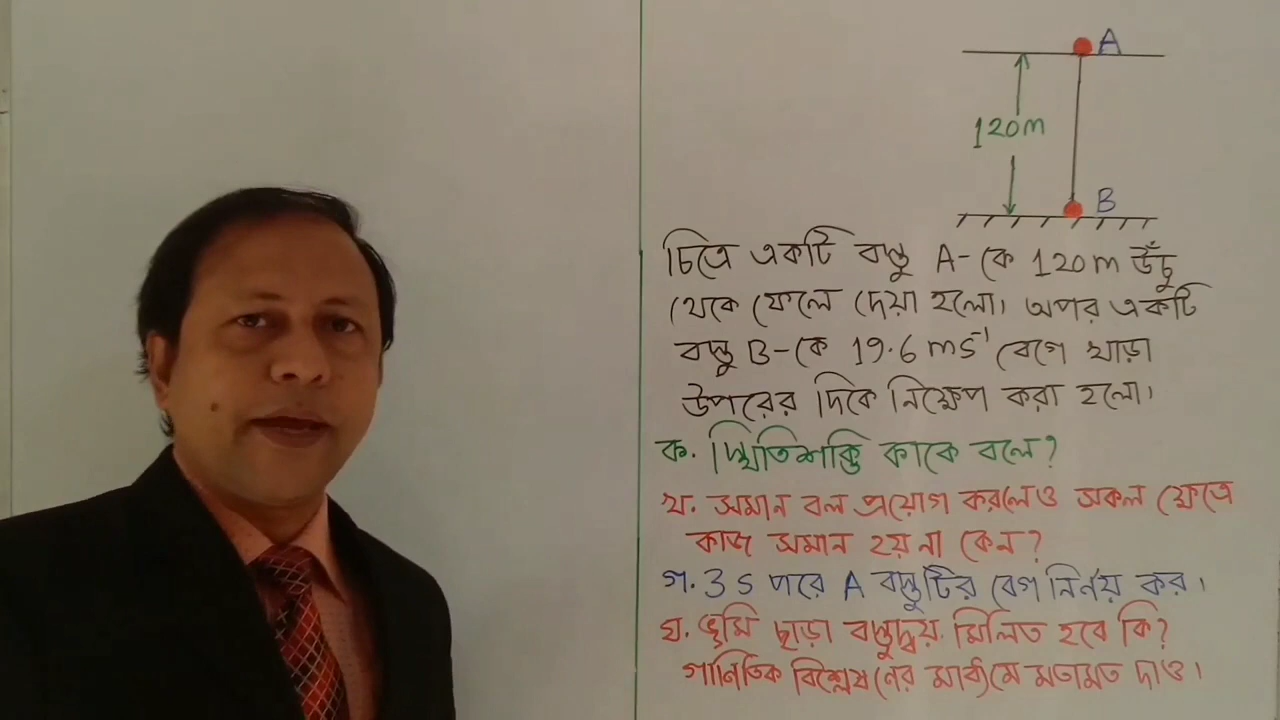 A
120m
B
চিত্রে একটি বস্তু A-কে 120m উঁচু
থেকে ফেলে দেয়া হলো। অপর একটি
বস্তু B-কে 19.6 ms⁻¹ বেগে খাড়া
উপরের দিকে নিক্ষেপ করা হলো।
ক. স্থিতিশক্তি কাকে বলে?
খ. সমান বল প্রয়োগ করলেও সকল ক্ষেত্রে
কাজ সমান হয় না কেন?
গ. 3 s পরে A বস্তুটির বেগ নির্ণয় কর।
ঘ. ভূমি ছাড়া বস্তুদ্বয় মিলিত হবে কি?
গাণিতিক বিশ্লেষণের মাধ্যমে মতামত দাও।